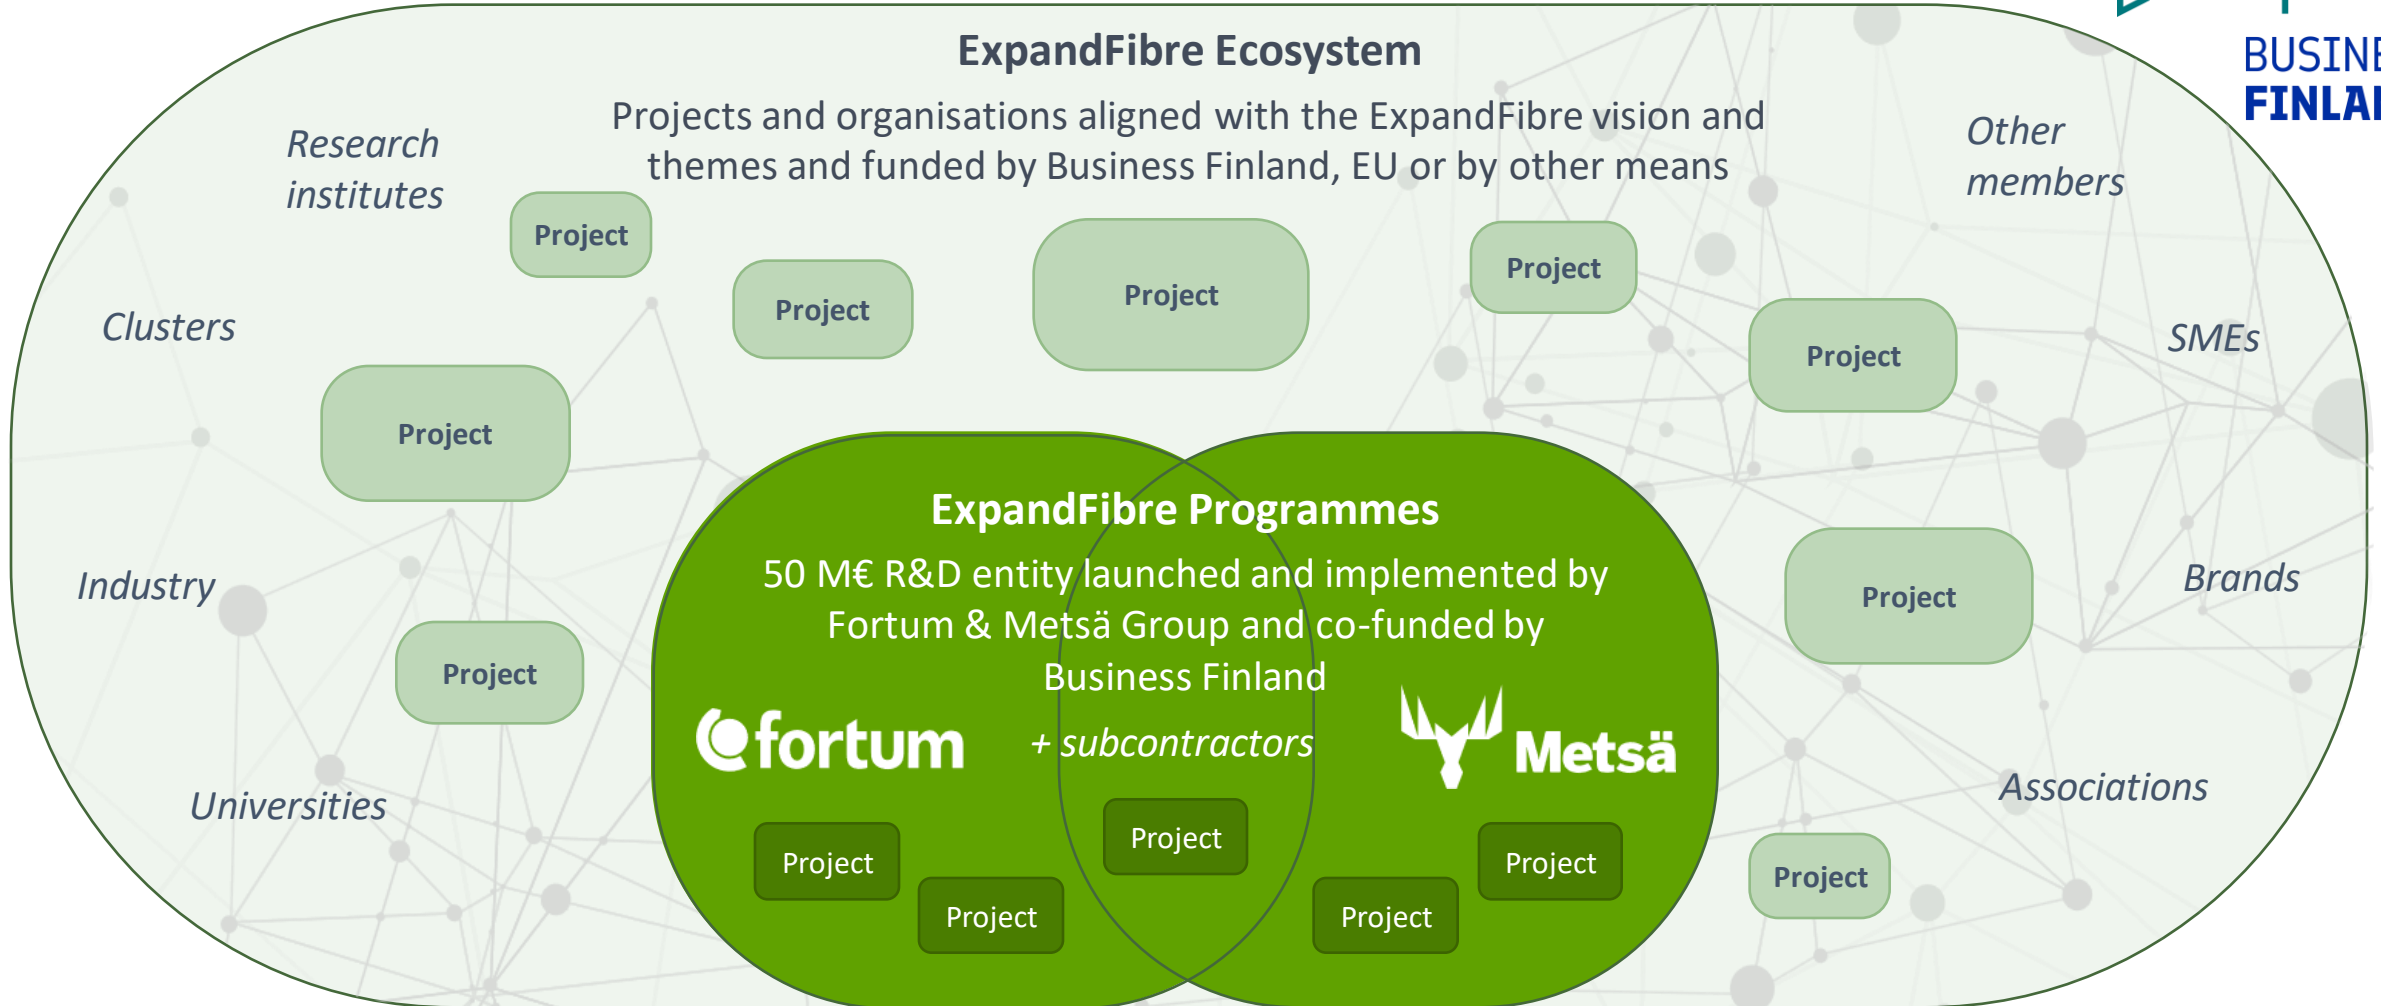 ExpandFibre Ecosystem
Projects and organisations aligned with the ExpandFibre vision and
themes and funded by Business Finland, EU or by other means
Research
institutes
Other
members
Project
Project
Project
Project
Clusters
Project
SMEs
Project
ExpandFibre Programmes
50 M€ R&D entity launched and implemented by
Fortum & Metsä Group and co-funded by
Business Finland
Industry
Project
Brands
Project
fortum
+ subcontractors
Metsä
Universities
Associations
Project
Project
Project
Project
Project
Project